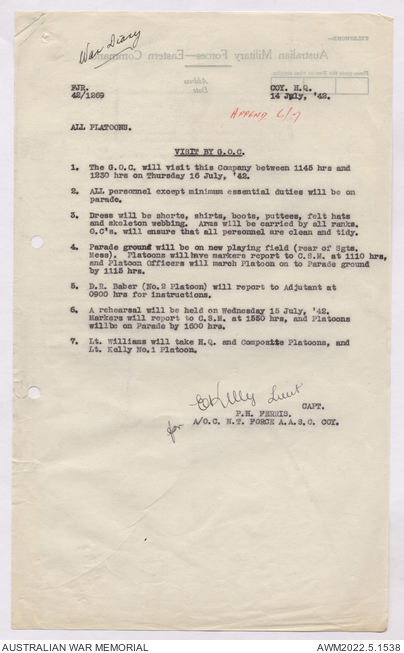 War Diary
TELEPHONE—
Australian Military Forces—Eastern Command
Address
Date
PJR.
42/1269
COY. H.Q.
14 July, '42.
APPEND 6/7
ALL PLATOONS.
VISIT BY G.O.C.
1. The G.O.C. will visit this Company between 1145 hrs and
1230 hrs on Thursday 16 July, '42.
2. ALL personnel except minimum essential duties will be on
parade.
3. Dress will be shorts, shirts, boots, puttees, felt hats
and skeleton webbing. Arms will be carried by all ranks.
O.C's, will ensure that all personnel are clean and tidy.
4. Parade ground will be on new playing field (rear of Sgts.
Mess). Platoons will have markers report to C.S.M. at 1110 hrs,
and Platoon Officers will march Platoon on to Parade ground
by 1115 hrs.
5. D.R. Baber (No.2 Platoon) will report to Adjutant at
0900 hrs for instructions.
6. A rehearsal will be held on Wednesday 15 July, '42.
Markers will report to C.S.M. at 1550 hrs, and Platoons
willbe on Parade by 1600 hrs.
7. Lt. Williams will take H.Q. and Composite Platoons, and
Lt. Kelly No.1 Platoon.
EKelly Lieut
CAPT.
for P.H. FERRIS.
A/O.C. N.T. FORCE A.A.S.C. COY.
AUSTRALIAN WAR MEMORIAL
AWM2022.5.1538